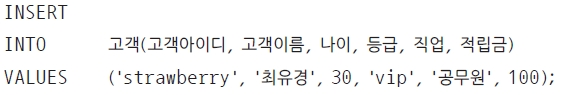 INSERT
INTO 고객(고객아이디, 고객이름, 나이, 등급, 직업, 적립금)
VALUES ('strawberry', '최유경', 30, 'vip', '공무원', 100);